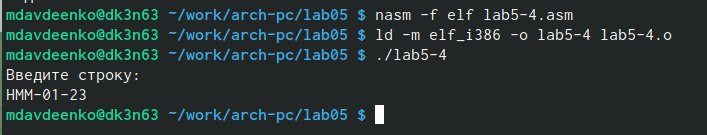 mdavdeenko@dk3n63 ~/work/arch-pc/lab05 $ nasm -f elf lab5-4.asm
mdavdeenko@dk3n63 ~/work/arch-pc/lab05 $ ld -m elf_i386 -o lab5-4 lab5-4.o
mdavdeenko@dk3n63 ~/work/arch-pc/lab05 $ ./lab5-4
Введите строку:
НММ-01-23
mdavdeenko@dk3n63 ~/work/arch-pc/lab05 $